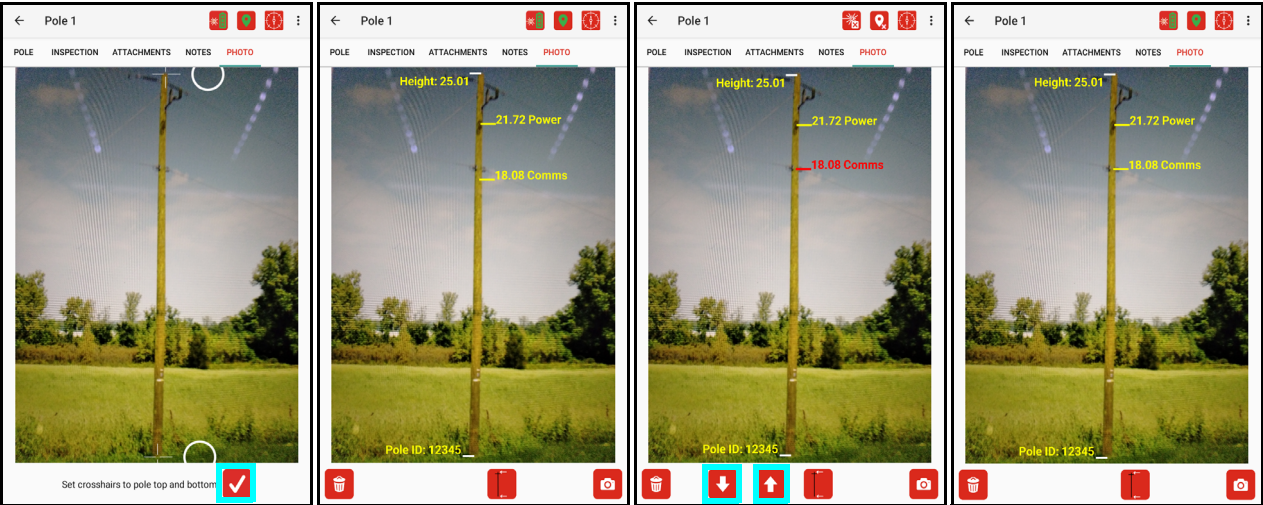 Pole 1
POLE INSPECTION ATTACHMENTS NOTES PHOTO
Set crosshairs to pole top and bottom
Pole 1
POLE INSPECTION ATTACHMENTS NOTES PHOTO
Height: 25.01
21.72 Power
18.08 Comms
Pole ID: 12345
Pole 1
POLE INSPECTION ATTACHMENTS NOTES PHOTO
Height: 25.01
21.72 Power
18.08 Comms
Pole ID: 12345
Pole 1
POLE INSPECTION ATTACHMENTS NOTES PHOTO
Height: 25.01
21.72 Power
18.08 Comms
Pole ID: 12345